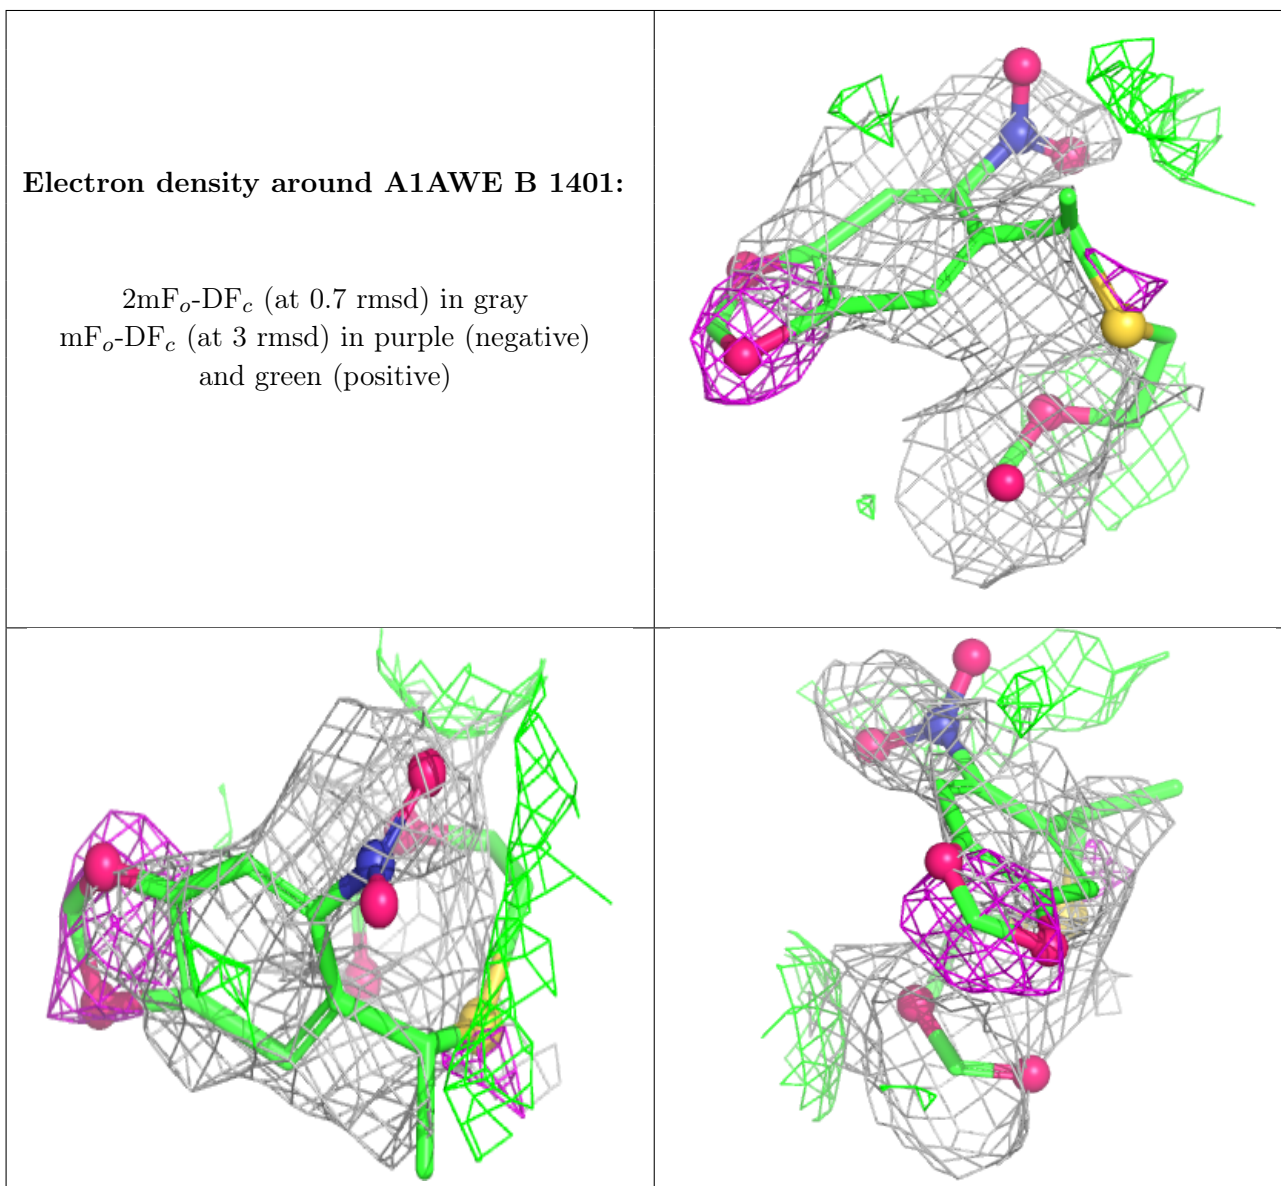 Electron density around A1AWE B 1401:
2mFo-DFc (at 0.7 rmsd) in gray
mFo-DFc (at 3 rmsd) in purple (negative)
and green (positive)